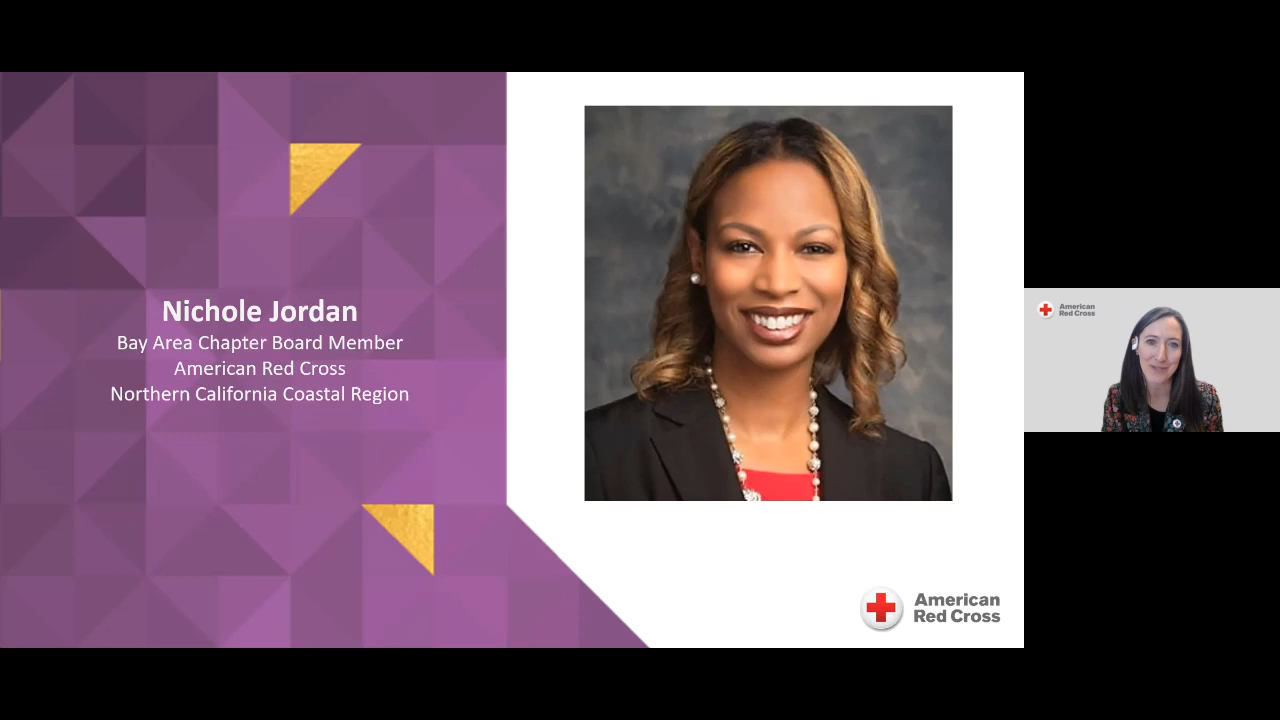 Nichole Jordan
Bay Area Chapter Board Member
American Red Cross
Northern California Coastal Region
American
Red Cross
American
Red Cross